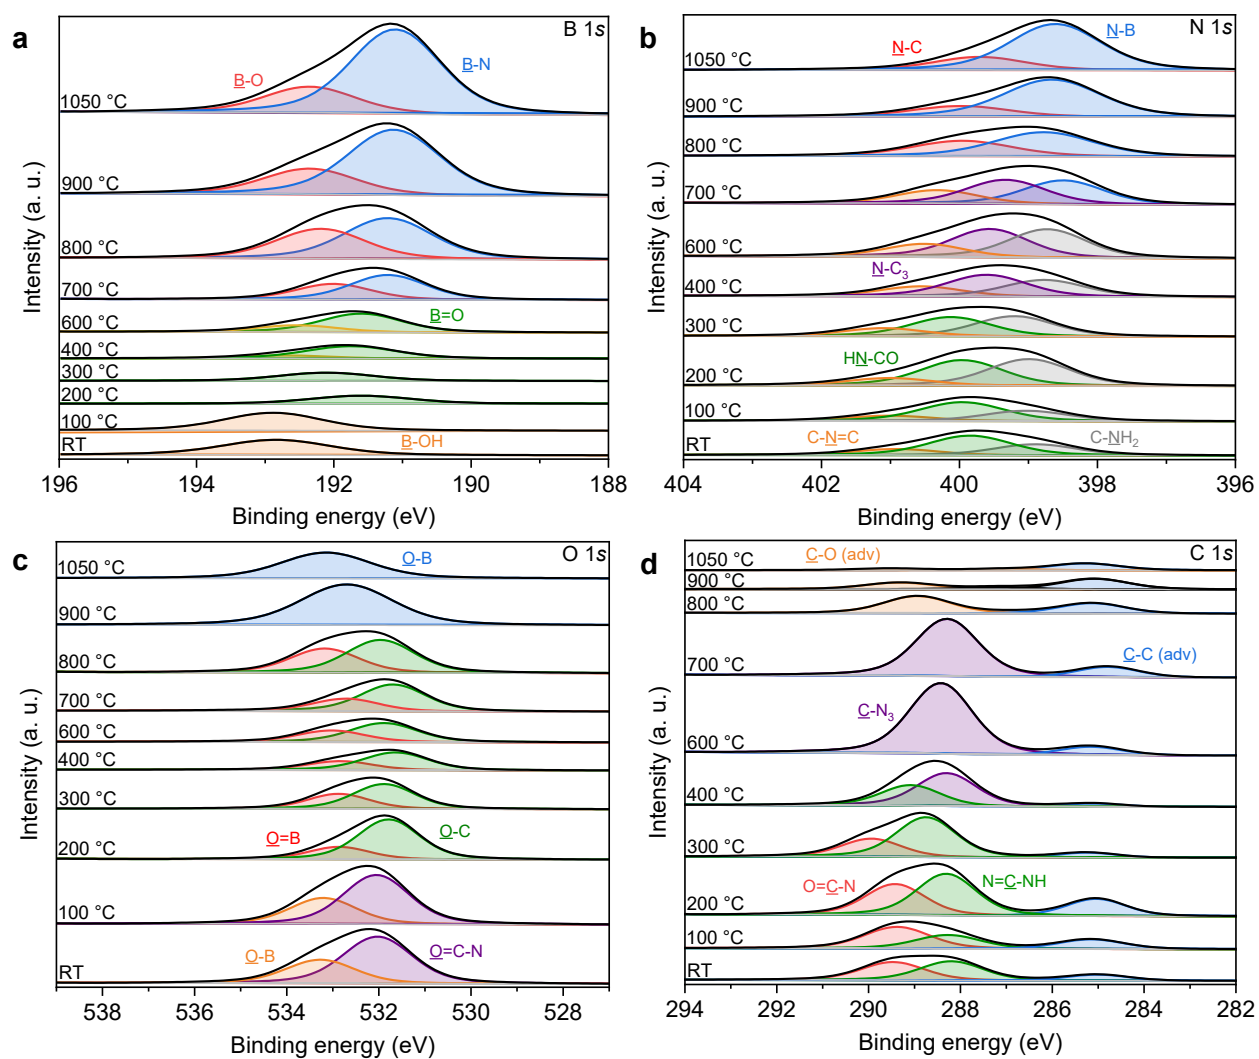 a
B 1s
B-N
B-O
1050 °C
900 °C
800 °C
700 °C
B=O
600 °C
400 °C
300 °C
200 °C
100 °C
B-OH
RT
196 194 192 190 188
Binding energy (eV)
Intensity (a. u.)
b
N 1s
N-B
N-C
1050 °C
900 °C
800 °C
700 °C
600 °C
N-C3
400 °C
300 °C
HN-CO
200 °C
100 °C
C-N=C
C-NH2
RT
404 402 400 398 396
Binding energy (eV)
Intensity (a. u.)
c
O 1s
O-B
1050 °C
900 °C
800 °C
700 °C
600 °C
400 °C
300 °C
O=B
O-C
200 °C
100 °C
O-B
O=C-N
RT
538 536 534 532 530 528
Binding energy (eV)
Intensity (a. u.)
d
C 1s
C-O (adv)
1050 °C
900 °C
800 °C
C-C (adv)
700 °C
C-N3
600 °C
400 °C
300 °C
O=C-N
N=C-NH
200 °C
100 °C
RT
294 292 290 288 286 284 282
Binding energy (eV)
Intensity (a. u.)